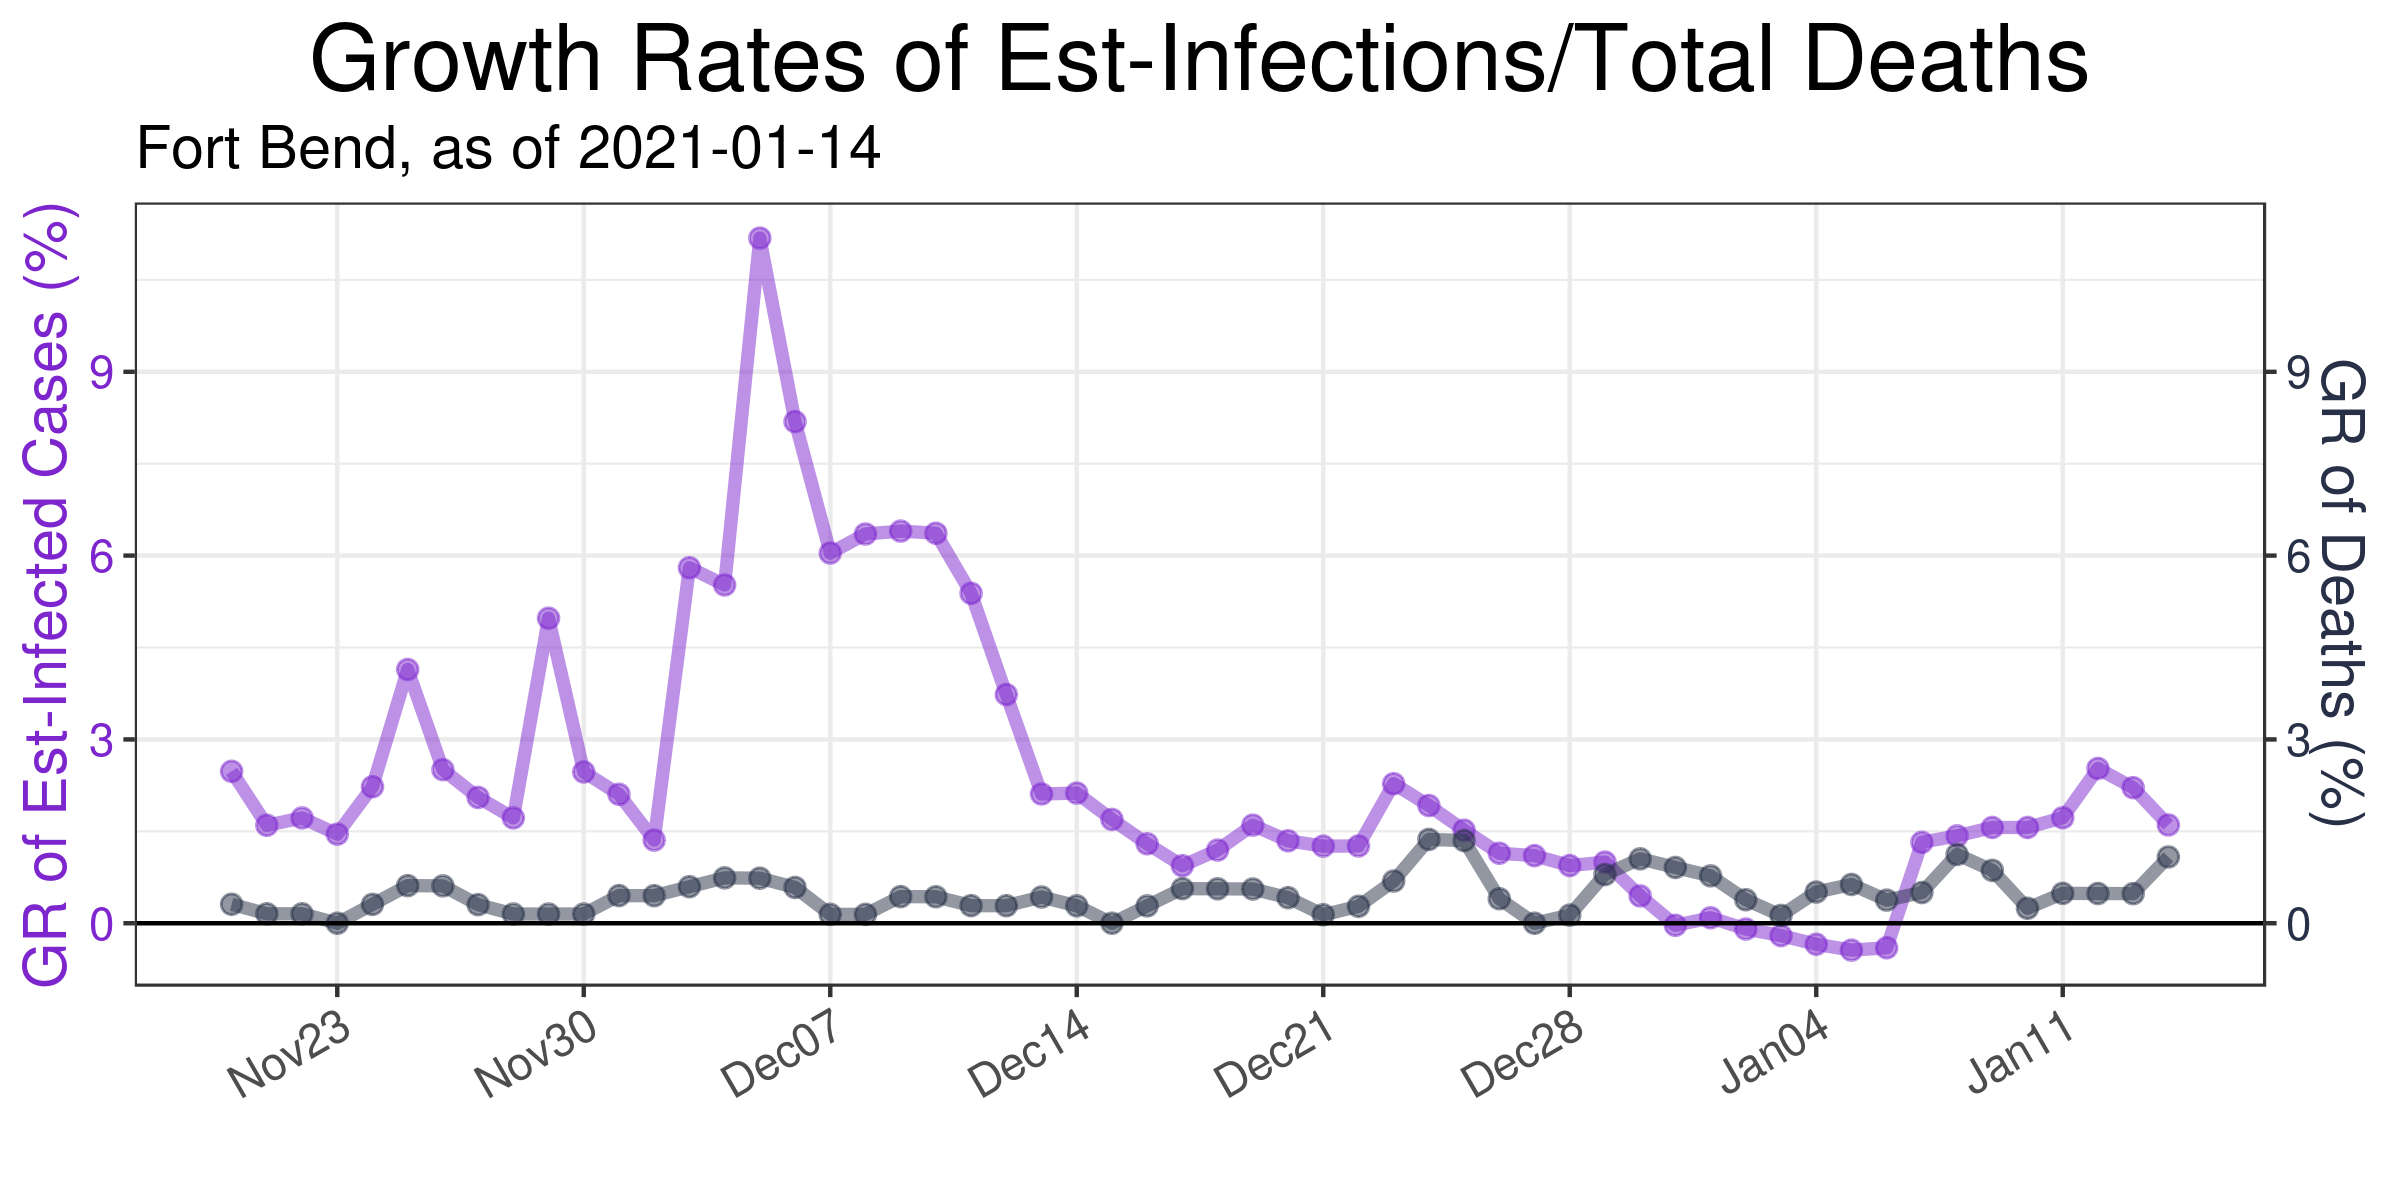 Growth Rates of Est-Infections/Total Deaths
Fort Bend, as of 2021-01-14
GR of Est-Infected Cases (%)
9
6
3
0
GR of Deaths (%)
9
6
3
0
Nov23
Nov30
Dec07
Dec14
Dec21
Dec28
Jan04
Jan11